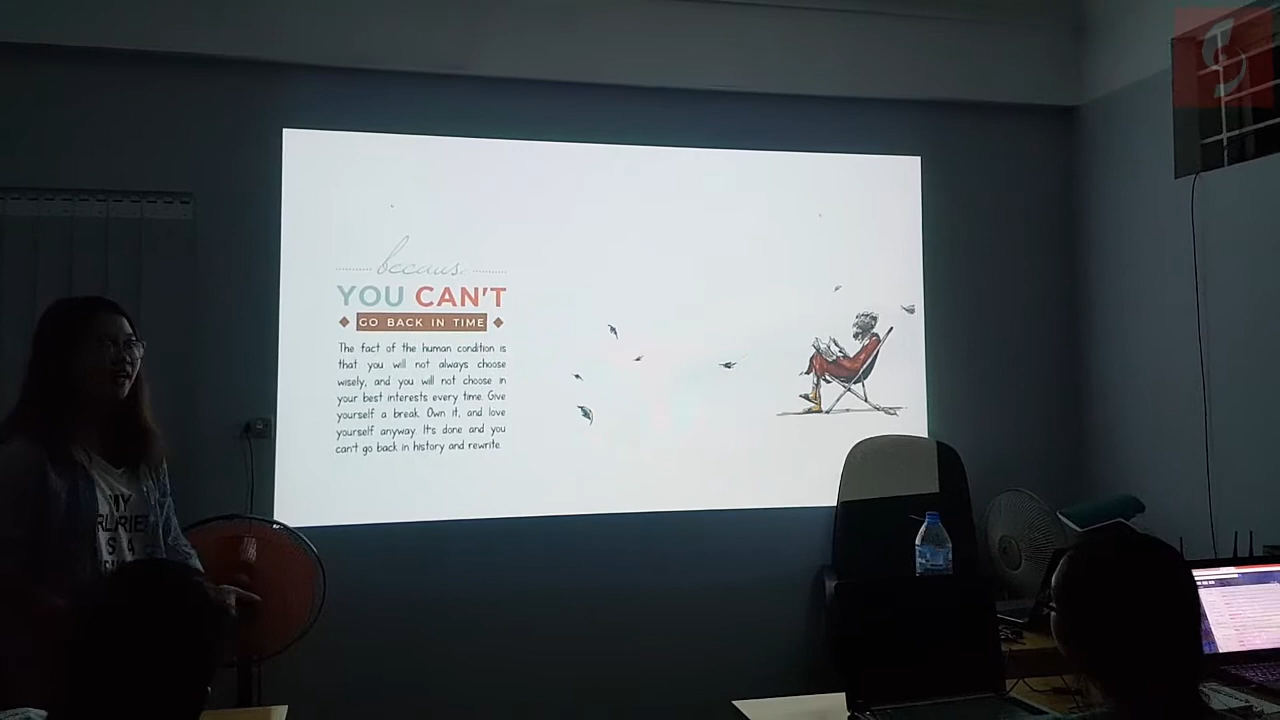 because
YOU CAN'T
GO BACK IN TIME
The fact of the human condition is
that you will not always choose
wisely, and you will not choose in
your best interests every time. Give
yourself a break. Own it, and love
yourself anyway. It's done and you
can't go back in history and rewrite.
MY
IS A